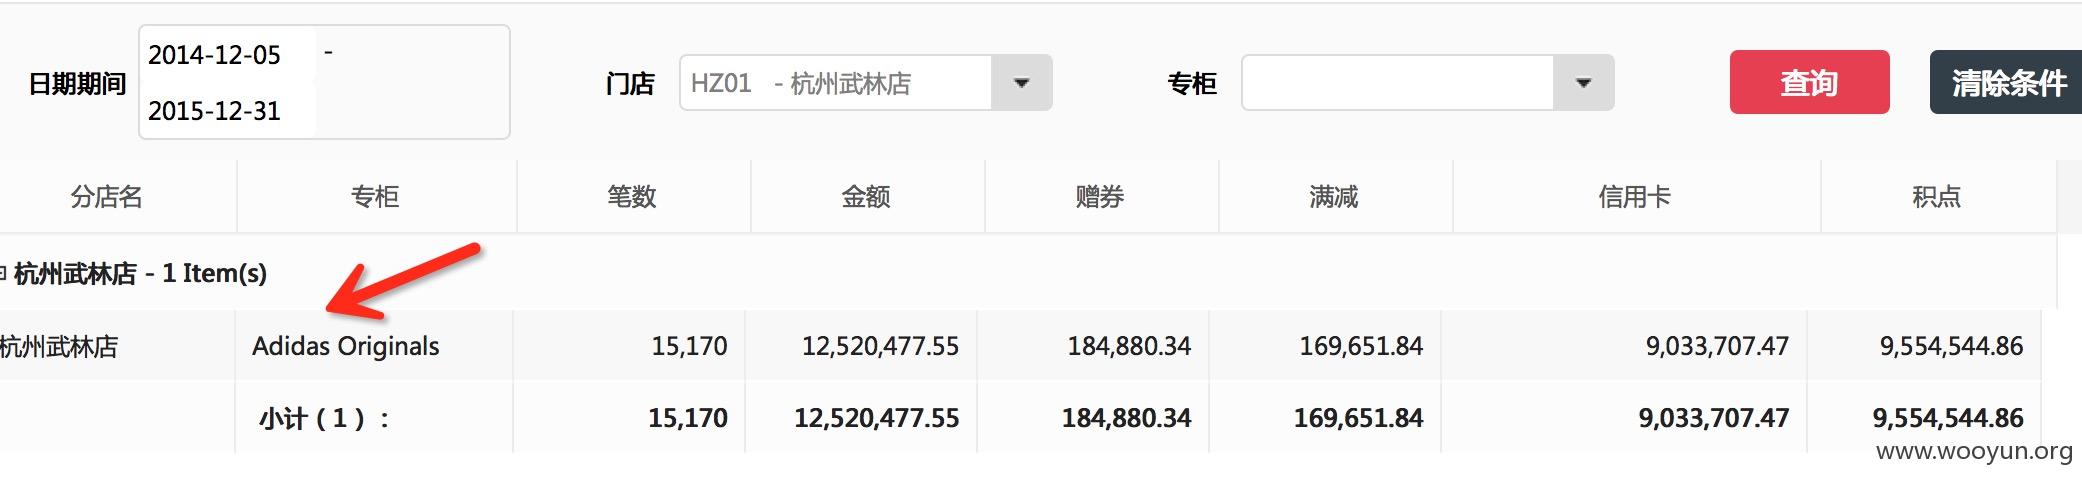 日期期间 2014-12-05 - 2015-12-31 门店 HZ01 - 杭州武林店 专柜 查询 清除条件
分店名 专柜 笔数 金额 赠券 满减 信用卡 积点
杭州武林店 - 1 Item(s)
杭州武林店 Adidas Originals 15,170 12,520,477.55 184,880.34 169,651.84 9,033,707.47 9,554,544.86
小计（1）： 15,170 12,520,477.55 184,880.34 169,651.84 9,033,707.47 9,554,544.86
www.wooyun.org